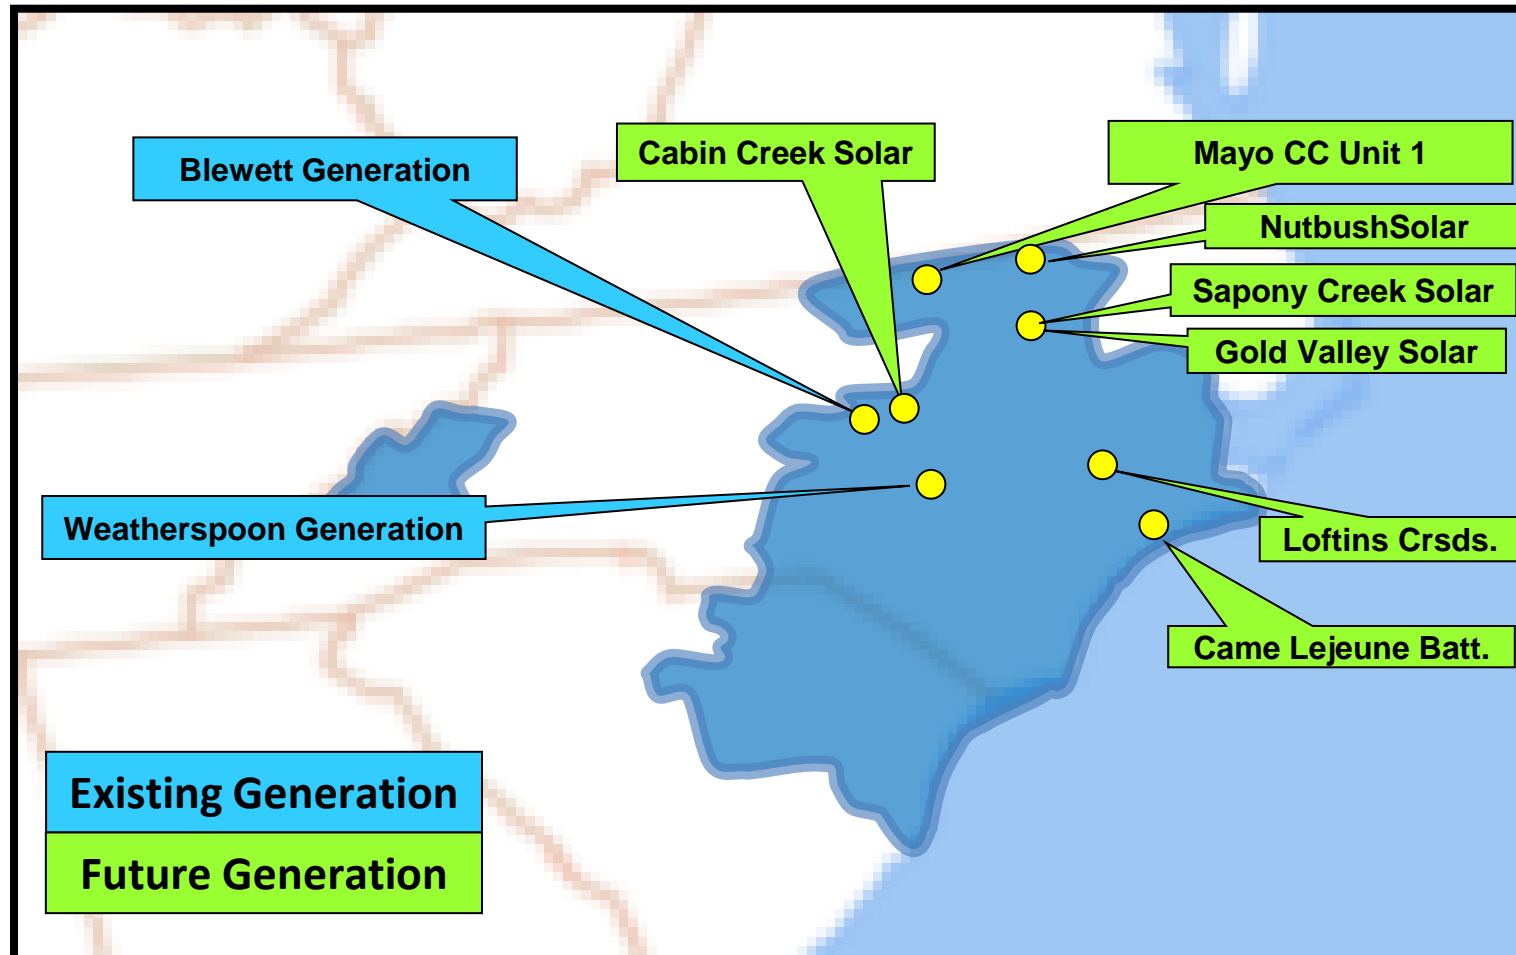 Blewett Generation
Cabin Creek Solar
Mayo CC Unit 1
NutbushSolar
Sapony Creek Solar
Gold Valley Solar
Weatherspoon Generation
Loftins Crsds.
Came Lejeune Batt.
Existing Generation
Future Generation